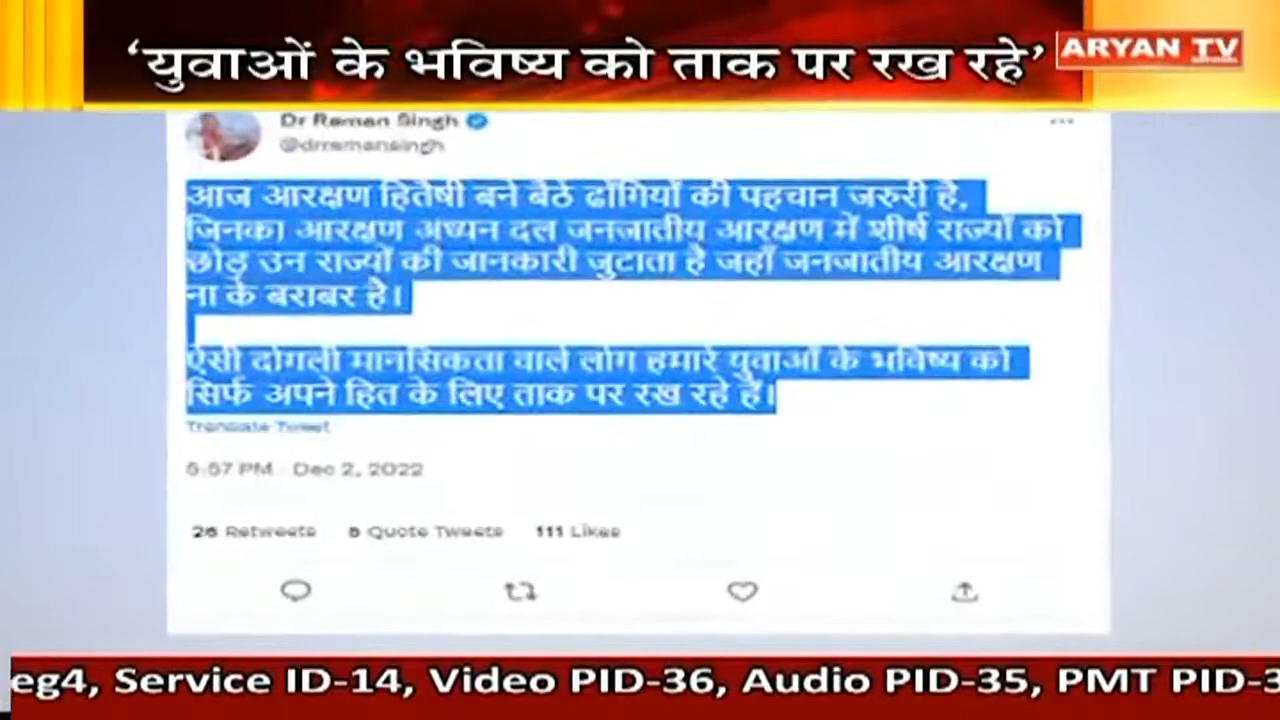 ‘युवाओं के भविष्य को ताक पर रख रहे’
ARYAN TV
Dr Raman Singh
@drramansingh
आज आरक्षण हितैषी बने बैठे ढोंगियों की पहचान जरुरी है,
जिनका आरक्षण अध्यन दल जनजातीय आरक्षण में शीर्ष राज्यों को
छोड़ उन राज्यों की जानकारी जुटाता है जहाँ जनजातीय आरक्षण
ना के बराबर है।
ऐसी दोगली मानसिकता वाले लोग हमारे युवाओं के भविष्य को
सिर्फ अपने हित के लिए ताक पर रख रहे हैं।
Translate Tweet
5:57 PM · Dec 2, 2022
26 Retweets 5 Quote Tweets 111 Likes
eg4, Service ID-14, Video PID-36, Audio PID-35, PMT PID-3